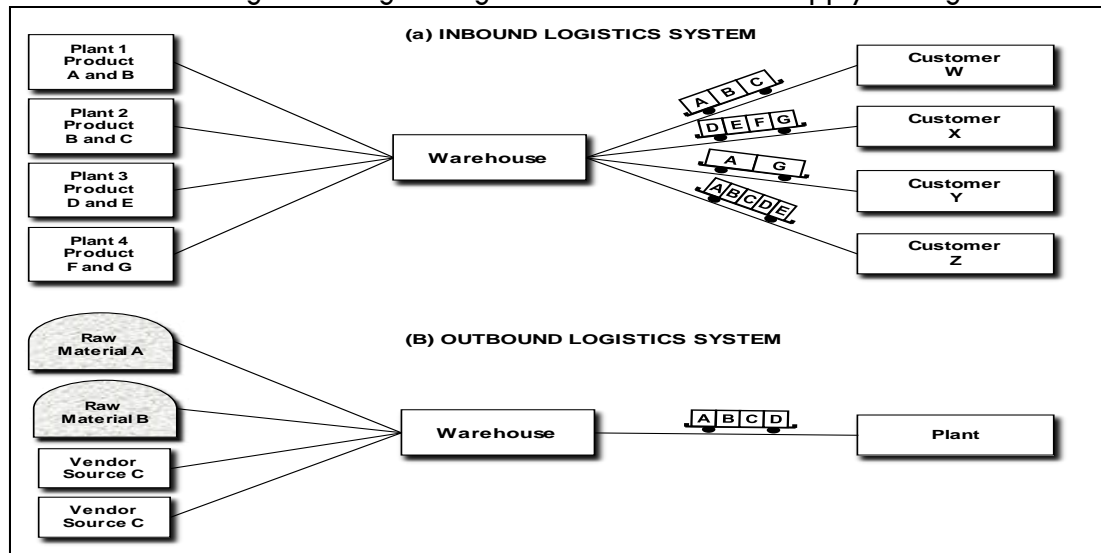 (a) INBOUND LOGISTICS SYSTEM
Plant 1
Product
A and B
Plant 2
Product
B and C
Plant 3
Product
D and E
Plant 4
Product
F and G
Warehouse
A B C
D E F G
A G
A B C D E
Customer
W
Customer
X
Customer
Y
Customer
Z
(B) OUTBOUND LOGISTICS SYSTEM
Raw
Material A
Raw
Material B
Vendor
Source C
Vendor
Source C
Warehouse
A B C D
Plant